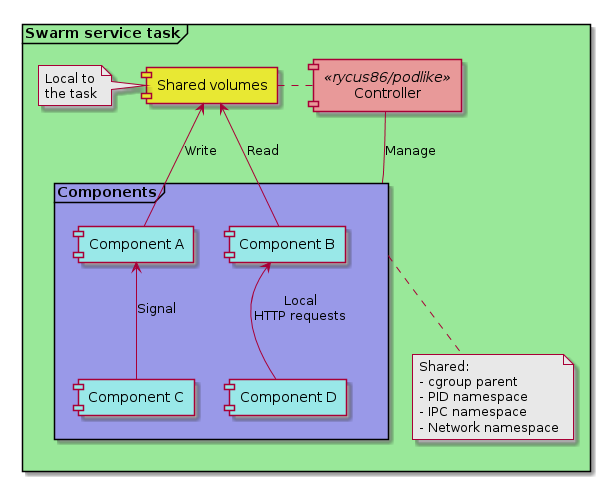 Swarm service task
Local to
the task
Shared volumes
«rycus86/podlike»
Controller
Write
Read
Manage
Components
Component A
Component B
Signal
Local
HTTP requests
Component C
Component D
Shared:
- cgroup parent
- PID namespace
- IPC namespace
- Network namespace